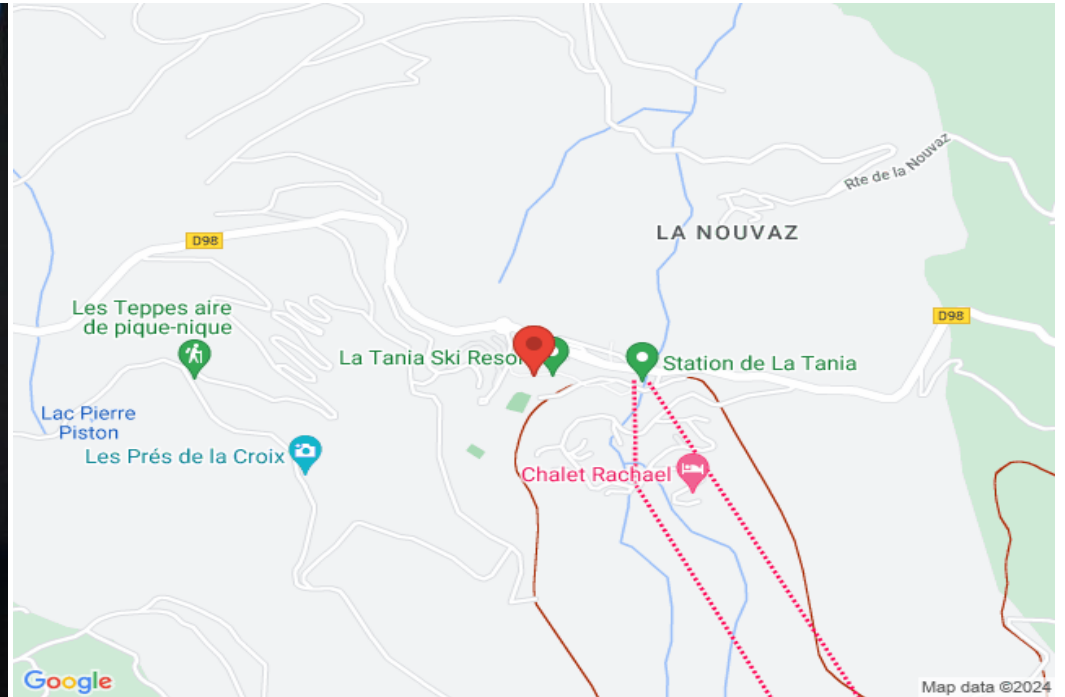 Rte de la Nouvaz
LA NOUVAZ
D98
Les Teppes aire
de pique-nique
D98
La Tania Ski Resor
Station de La Tania
Lac Pierre
Piston
Les Prés de la Croix
Chalet Rachael
Google
Map data ©2024